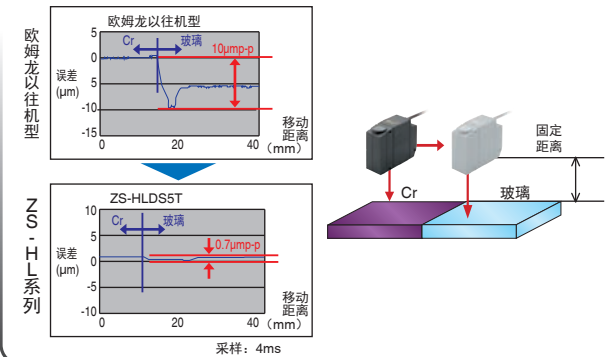 欧姆龙以往机型
欧姆龙以往机型
Cr
玻璃
10μmp-p
误差
(μm)
5
0
5
-10
-15
0
20
40
移动
距离
(mm)
ZS-HL系列
ZS-HLDS5T
Cr
玻璃
0.7μmp-p
误差
(μm)
10
5
0
-5
-10
0
20
40
移动
距离
(mm)
采样：4ms
固定
距离
Cr
玻璃